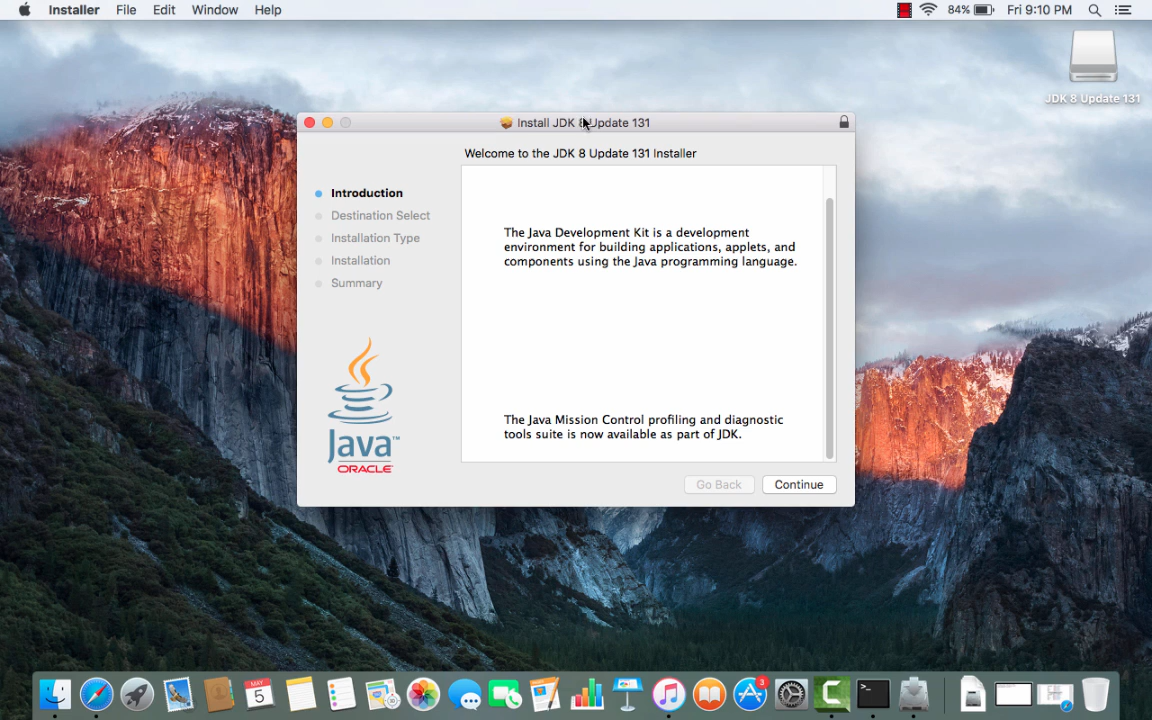 Installer File Edit Window Help 84% Fri 9:10 PM
JDK 8 Update 131
Install JDK 8 Update 131
Welcome to the JDK 8 Update 131 Installer
Introduction
Destination Select
Installation Type
Installation
Summary
The Java Development Kit is a development
environment for building applications, applets, and
components using the Java programming language.
The Java Mission Control profiling and diagnostic
tools suite is now available as part of JDK.
Java™
ORACLE
Go Back Continue
MAY
5
3
>_